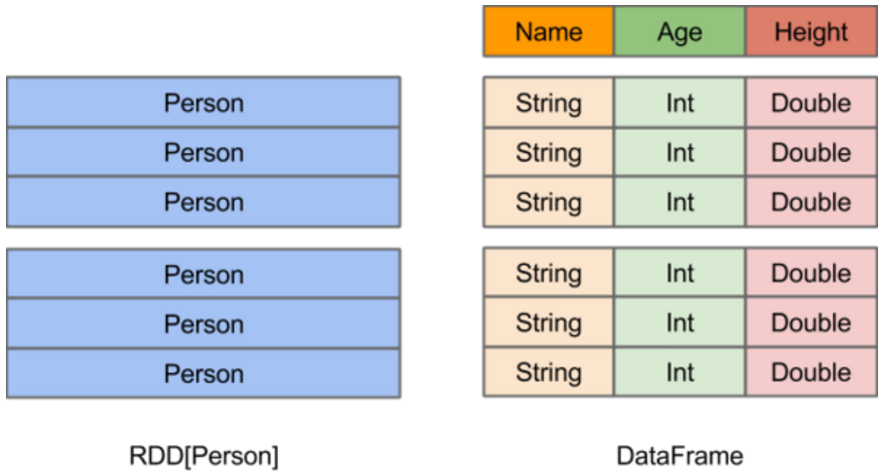 Name Age Height
Person String Int Double
Person String Int Double
Person String Int Double
Person String Int Double
Person String Int Double
Person String Int Double
RDD[Person] DataFrame